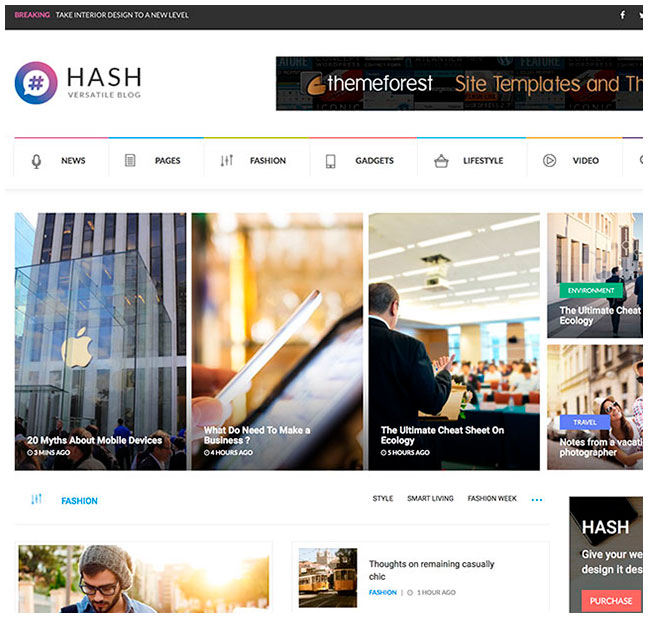 BREAKING TAKE INTERIOR DESIGN TO A NEW LEVEL
#
HASH
VERSATILE BLOG
themeforest Site Templates and Th
NEWS
PAGES
FASHION
GADGETS
LIFESTYLE
VIDEO
20 Myths About Mobile Devices
3 MINS AGO
What Do Need To Make a
Business ?
4 HOURS AGO
The Ultimate Cheat Sheet On
Ecology
5 HOURS AGO
ENVIRONMENT
The Ultimate Cheat
Ecology
TRAVEL
Notes from a vacati
photographer
FASHION
STYLE SMART LIVING FASHION WEEK
Thoughts on remaining casually
chic
FASHION | 1 HOUR AGO
HASH
Give your we
design it des
PURCHASE